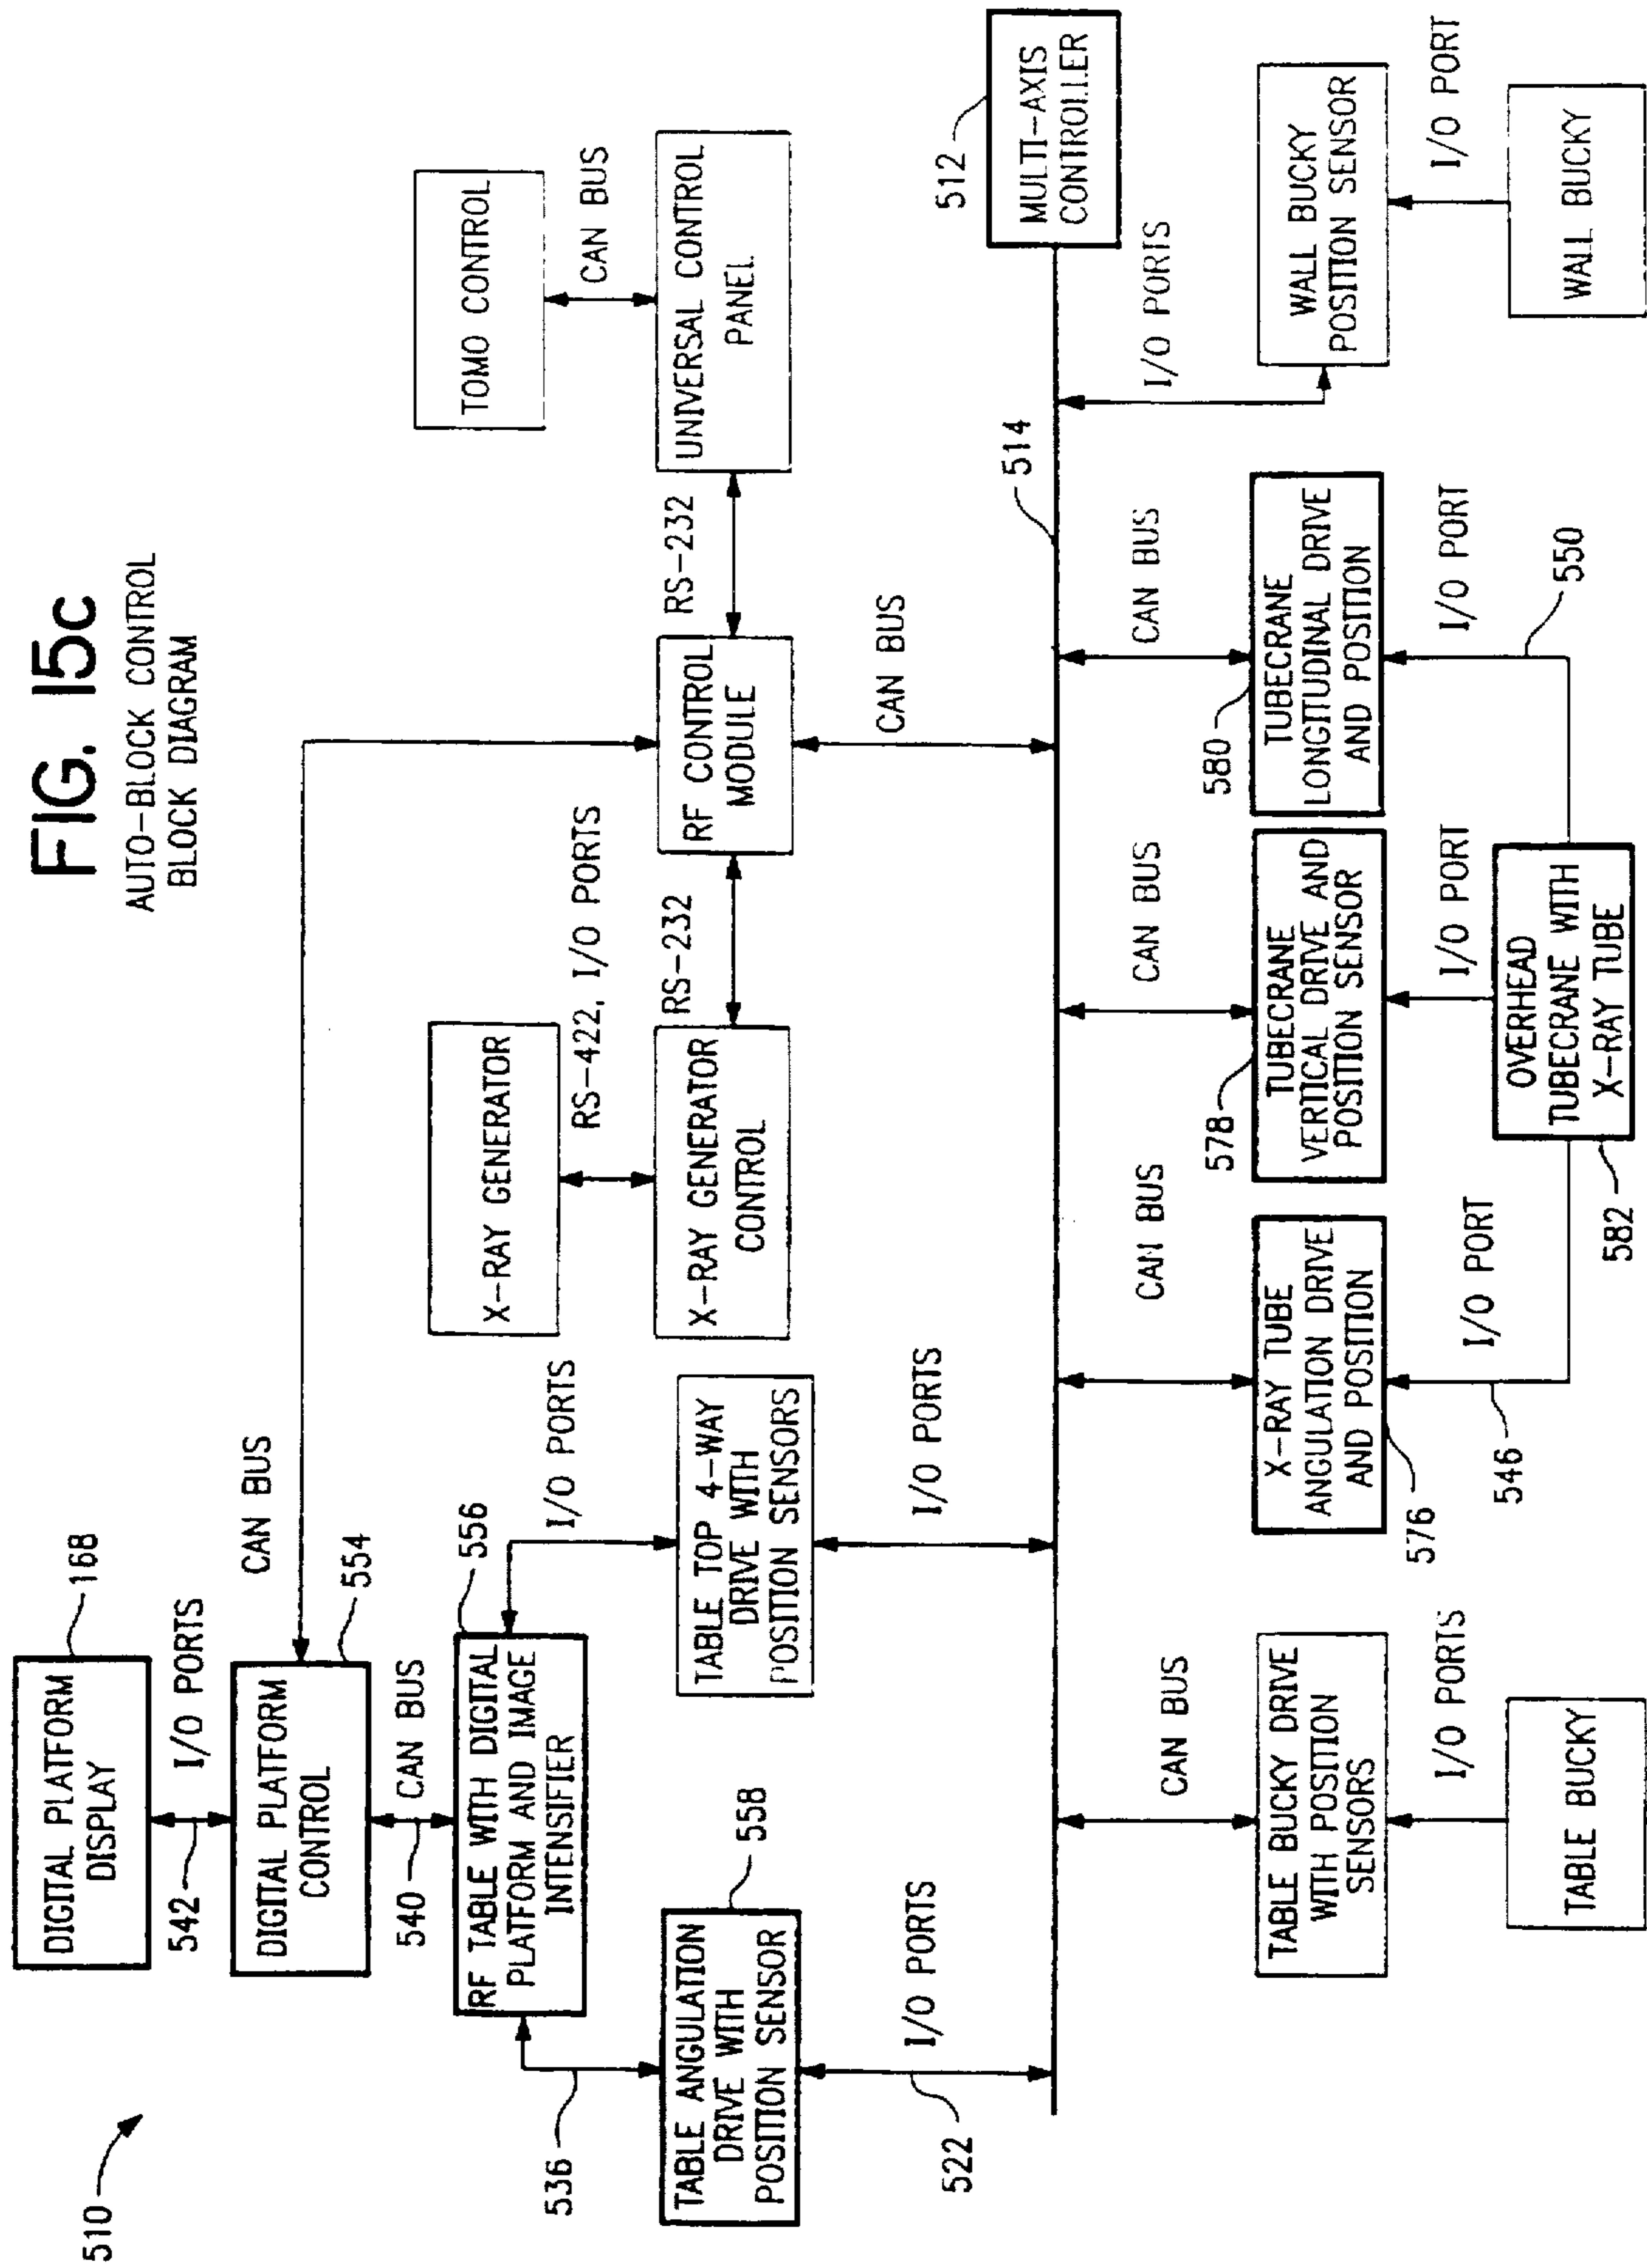 FIG. 15c
AUTO-BLOCK CONTROL
BLOCK DIAGRAM
510
DIGITAL PLATFORM
DISPLAY
168
542
I/O PORTS
DIGITAL PLATFORM
CONTROL
554
CAN BUS
540
CAN BUS
RF TABLE WITH DIGITAL
PLATFORM AND IMAGE
INTENSIFIER
556
536
I/O PORTS
TABLE ANGULATION
DRIVE WITH
POSITION SENSOR
558
522
I/O PORTS
TABLE TOP 4-WAY
DRIVE WITH
POSITION SENSORS
I/O PORTS
X-RAY GENERATOR
RS-422, I/O PORTS
X-RAY GENERATOR
CONTROL
RS-232
RF CONTROL
MODULE
CAN BUS
RS-232
TOMO CONTROL
CAN BUS
UNIVERSAL CONTROL
PANEL
512
MULTI-AXIS
CONTROLLER
514
CAN BUS
TABLE BUCKY DRIVE
WITH POSITION
SENSORS
I/O PORTS
TABLE BUCKY
CAN BUS
X-RAY TUBE
ANGULATION DRIVE
AND POSITION
576
546
I/O PORT
CAN BUS
578
TUBECRANE
VERTICAL DRIVE AND
POSITION SENSOR
I/O PORT
OVERHEAD
TUBECRANE WITH
X-RAY TUBE
582
CAN BUS
580
TUBECRANE
LONGITUDINAL DRIVE
AND POSITION
I/O PORT
550
I/O PORTS
WALL BUCKY
POSITION SENSOR
I/O PORT
WALL BUCKY